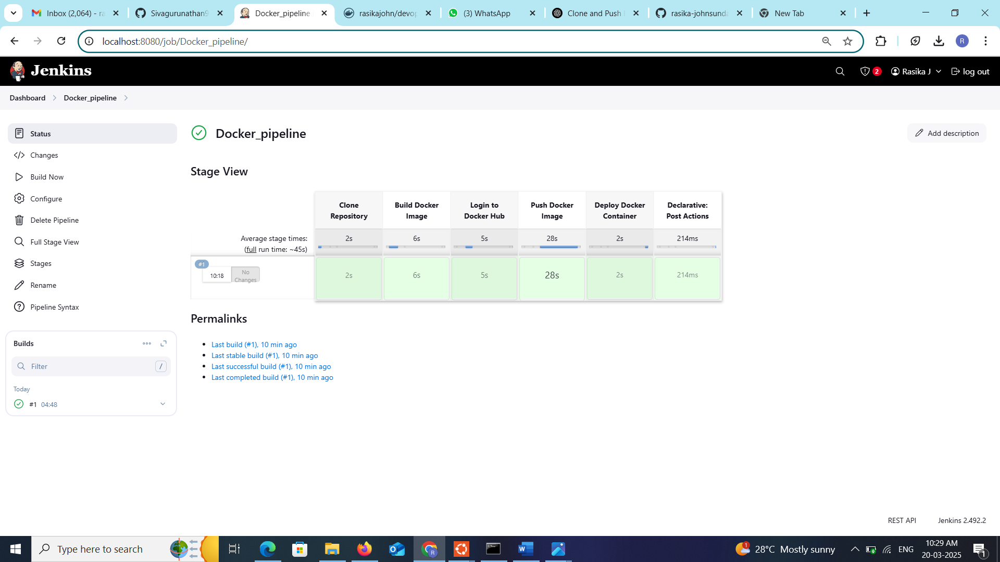 Inbox (2,064) - ra
Sivagurunathan9
Docker_pipeline
rasikajohn/devop
(3) WhatsApp
Clone and Push
rasika-johnsunda
New Tab
localhost:8080/job/Docker_pipeline/
R
Jenkins
2
Rasika J
log out
Dashboard
Docker_pipeline
Status
Changes
Build Now
Configure
Delete Pipeline
Full Stage View
Stages
Rename
Pipeline Syntax
Builds
Filter
/
Today
#1 04:48
Docker_pipeline
Add description
Stage View
Clone Repository
Build Docker Image
Login to Docker Hub
Push Docker Image
Deploy Docker Container
Declarative: Post Actions
Average stage times:
(full run time: ~45s)
2s
6s
5s
28s
2s
214ms
#1
10:18
No Changes
2s
6s
5s
28s
2s
214ms
Permalinks
Last build (#1), 10 min ago
Last stable build (#1), 10 min ago
Last successful build (#1), 10 min ago
Last completed build (#1), 10 min ago
REST API
Jenkins 2.492.2
Type here to search
1
28°C Mostly sunny
ENG
10:29 AM
20-03-2025
1